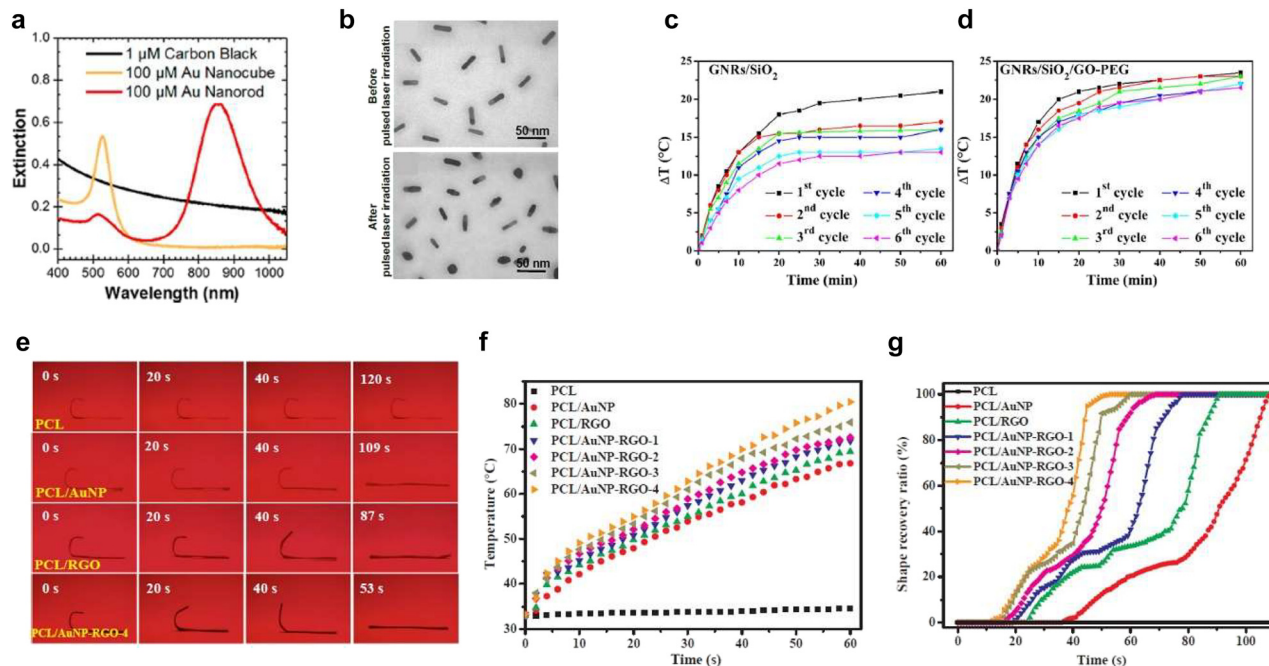 a
1.0
0.8
0.6
0.4
0.2
0.0
Extinction
1 µM Carbon Black
100 µM Au Nanocube
100 µM Au Nanorod
400 500 600 700 800 900 1000
Wavelength (nm)
b
Before
pulsed laser irradiation
50 nm
After
pulsed laser irradiation
50 nm
c
25
20
15
10
5
0
ΔT (°C)
GNRs/SiO2
1st cycle
2nd cycle
3rd cycle
4th cycle
5th cycle
6th cycle
0 10 20 30 40 50 60
Time (min)
d
25
20
15
10
5
0
ΔT (°C)
GNRs/SiO2/GO-PEG
1st cycle
2nd cycle
3rd cycle
4th cycle
5th cycle
6th cycle
0 10 20 30 40 50 60
Time (min)
e
0 s 20 s 40 s 120 s
PCL
0 s 20 s 40 s 109 s
PCL/AuNP
0 s 20 s 40 s 87 s
PCL/RGO
0 s 20 s 40 s 53 s
PCL/AuNP-RGO-4
f
80
70
60
50
40
30
Temperature (°C)
PCL
PCL/AuNP
PCL/RGO
PCL/AuNP-RGO-1
PCL/AuNP-RGO-2
PCL/AuNP-RGO-3
PCL/AuNP-RGO-4
0 10 20 30 40 50 60
Time (s)
g
100
80
60
40
20
0
Shape recovery ratio (%)
PCL
PCL/AuNP
PCL/RGO
PCL/AuNP-RGO-1
PCL/AuNP-RGO-2
PCL/AuNP-RGO-3
PCL/AuNP-RGO-4
0 20 40 60 80 100
Time (s)